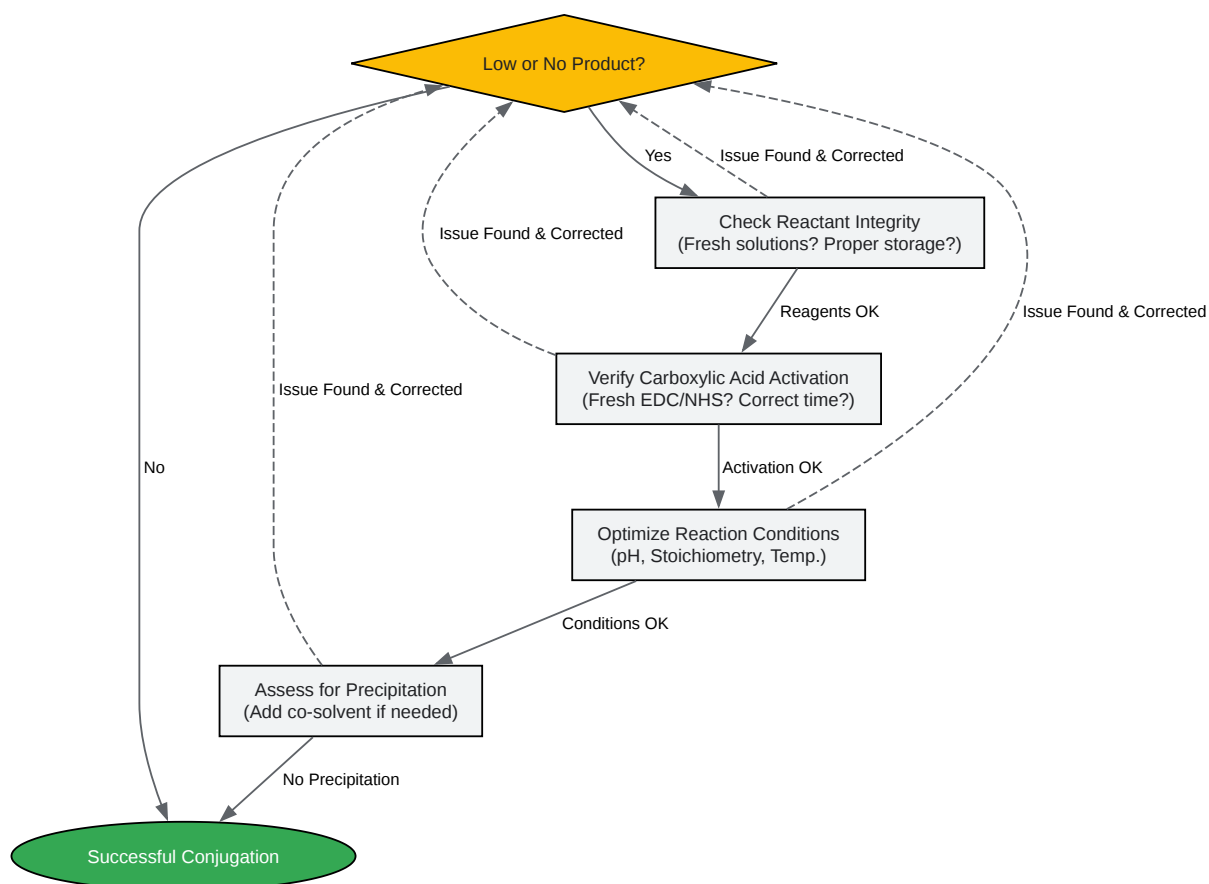 Low or No Product?
Yes
Issue Found & Corrected
Check Reactant Integrity
(Fresh solutions? Proper storage?)
Issue Found & Corrected
Reagents OK
Issue Found & Corrected
Verify Carboxylic Acid Activation
(Fresh EDC/NHS? Correct time?)
Issue Found & Corrected
No
Activation OK
Optimize Reaction Conditions
(pH, Stoichiometry, Temp.)
Conditions OK
Assess for Precipitation
(Add co-solvent if needed)
No Precipitation
Successful Conjugation